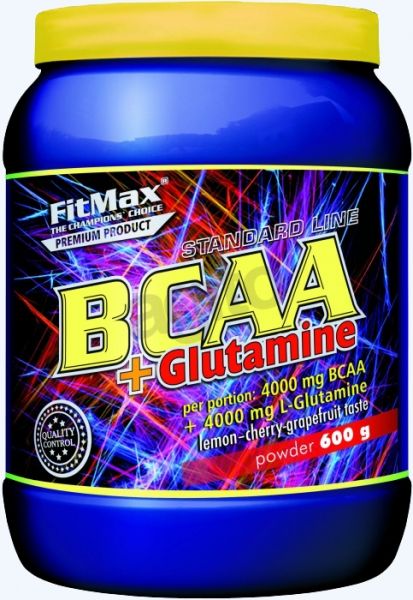 FitMax®
THE CHAMPIONS' CHOICE
PREMIUM PRODUCT
STANDARD LINE
BCAA
+Glutamine
per portion: 4000 mg BCAA
+ 4000 mg L-Glutamine
lemon-cherry-grapefruit taste
powder 600 g
QUALITY
CONTROL